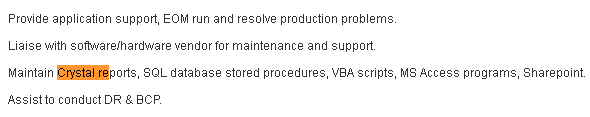 Provide application support, EOM run and resolve production problems.
Liaise with software/hardware vendor for maintenance and support.
Maintain Crystal reports, SQL database stored procedures, VBA scripts, MS Access programs, Sharepoint.
Assist to conduct DR & BCP.